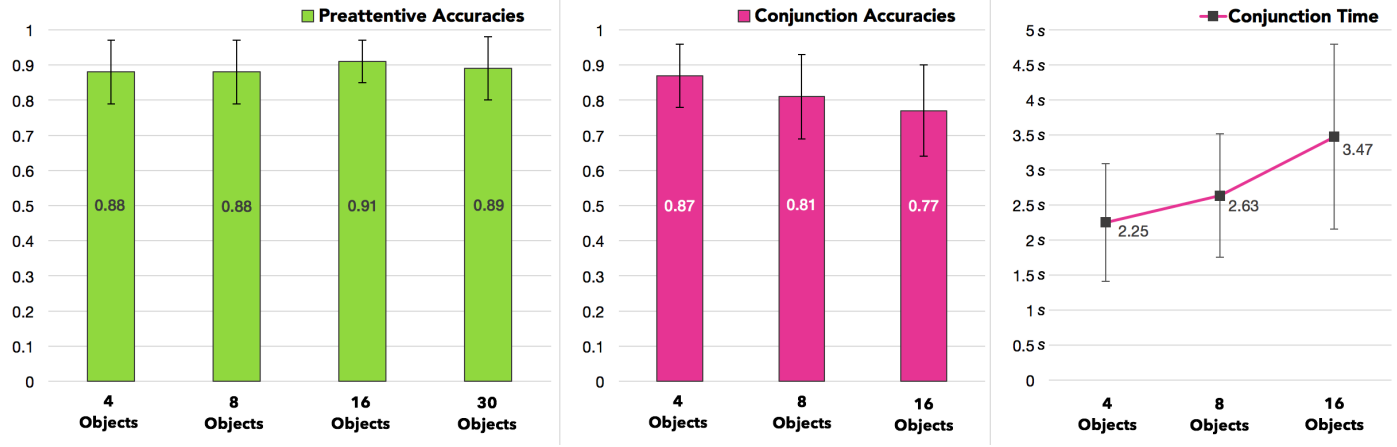 Preattentive Accuracies
1
0.9
0.8
0.7
0.6
0.5
0.4
0.3
0.2
0.1
0
0.88
0.88
0.91
0.89
4 8 16 30
Objects Objects Objects Objects
Conjunction Accuracies
1
0.9
0.8
0.7
0.6
0.5
0.4
0.3
0.2
0.1
0
0.87
0.81
0.77
4 8 16
Objects Objects Objects
Conjunction Time
5 s
4.5 s
4 s
3.5 s
3 s
2.5 s
2 s
1.5 s
1 s
0.5 s
0
2.25
2.63
3.47
4 8 16
Objects Objects Objects